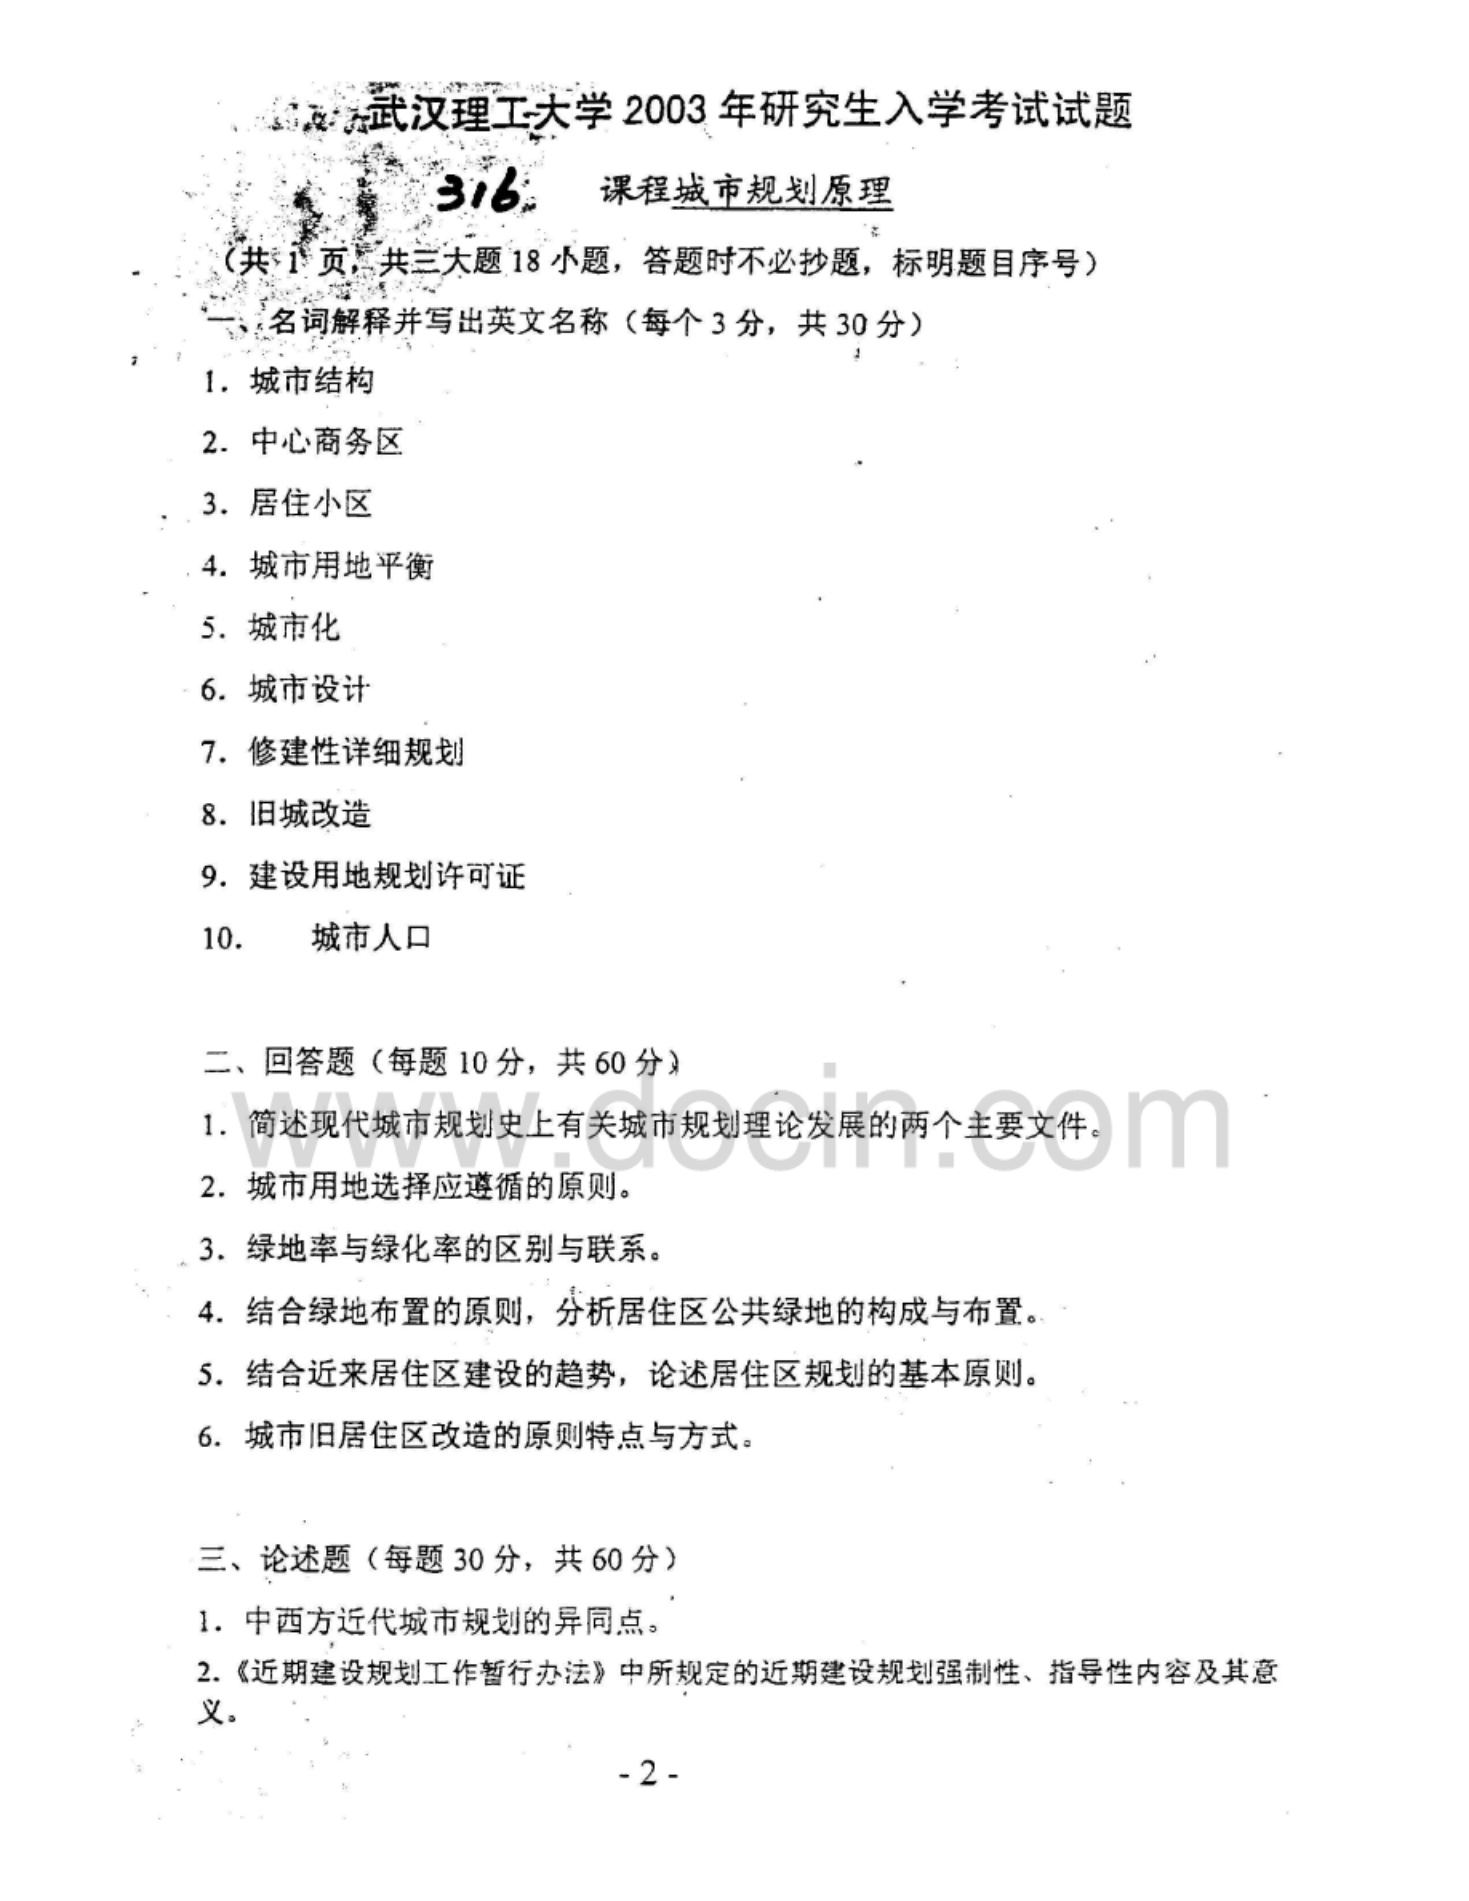 武汉理工大学 2003 年研究生入学考试试题
316 课程城市规划原理
（共 1 页，共三大题 18 小题，答题时不必抄题，标明题目序号）
一、名词解释并写出英文名称（每个 3 分，共 30 分）
1. 城市结构
2. 中心商务区
3. 居住小区
4. 城市用地平衡
5. 城市化
6. 城市设计
7. 修建性详细规划
8. 旧城改造
9. 建设用地规划许可证
10. 城市人口
二、回答题（每题 10 分，共 60 分）
www.docin.com
1. 简述现代城市规划史上有关城市规划理论发展的两个主要文件。
2. 城市用地选择应遵循的原则。
3. 绿地率与绿化率的区别与联系。
4. 结合绿地布置的原则，分析居住区公共绿地的构成与布置。
5. 结合近来居住区建设的趋势，论述居住区规划的基本原则。
6. 城市旧居住区改造的原则特点与方式。
三、论述题（每题 30 分，共 60 分）
1. 中西方近代城市规划的异同点。
2.《近期建设规划工作暂行办法》中所规定的近期建设规划强制性、指导性内容及其意
义。
- 2 -